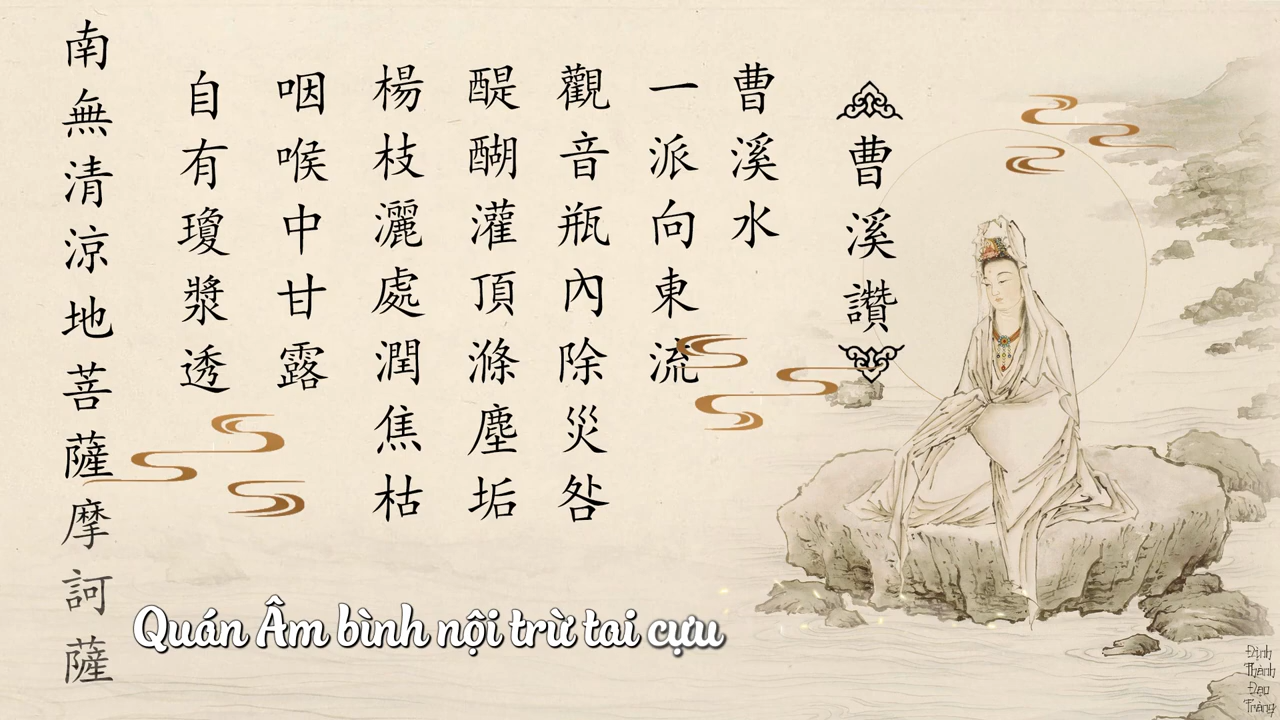 曹溪讚
曹溪水
一派向東流
觀音瓶內除災咎
醍醐灌頂滌塵垢
楊枝灑處潤焦枯
咽喉中甘露
自有瓊漿透
南無清涼地菩薩摩訶薩
Quán Âm bình nội trừ tai cựu
Định
Thành
Đạo
Tràng